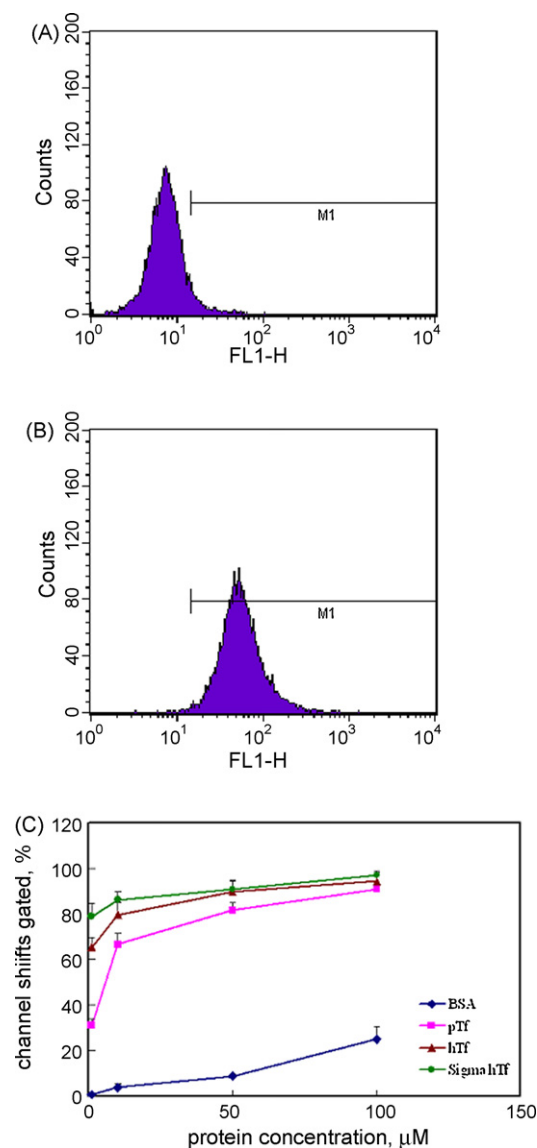 (A)
200
160
120
80
40
0
Counts
M1
10^0 10^1 10^2 10^3 10^4
FL1-H
(B)
200
160
120
80
40
0
Counts
M1
10^0 10^1 10^2 10^3 10^4
FL1-H
(C)
120
100
80
60
40
20
0
channel shiifts gated, %
BSA
pTf
hTf
Sigma hTf
0 50 100 150
protein concentration, μM